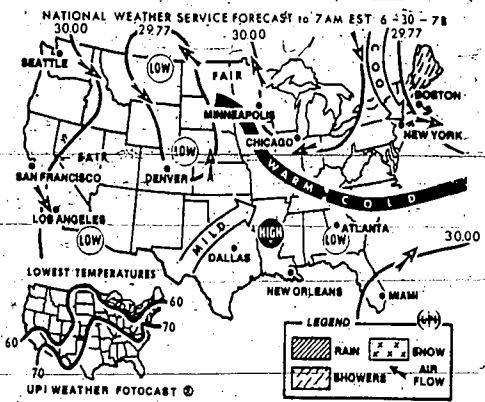 NATIONAL WEATHER SERVICE FORECAST to 7AM EST 6-30-78
30.00
29.77
30.00
29.77
SEATTLE
LOW
FAIR
COOL
BOSTON
MINNEAPOLIS
NEW YORK
CHICAGO
FAIR
LOW
SAN FRANCISCO
DENVER
WARM
COLD
LOS ANGELES
LOW
MILD
HIGH
ATLANTA
LOW
DALLAS
30.00
LOWEST TEMPERATURES
NEW ORLEANS
MIAMI
60
70
60
70
LEGEND
UPI
RAIN
SNOW
SHOWERS
AIR
FLOW
UPI WEATHER FOTOCAST